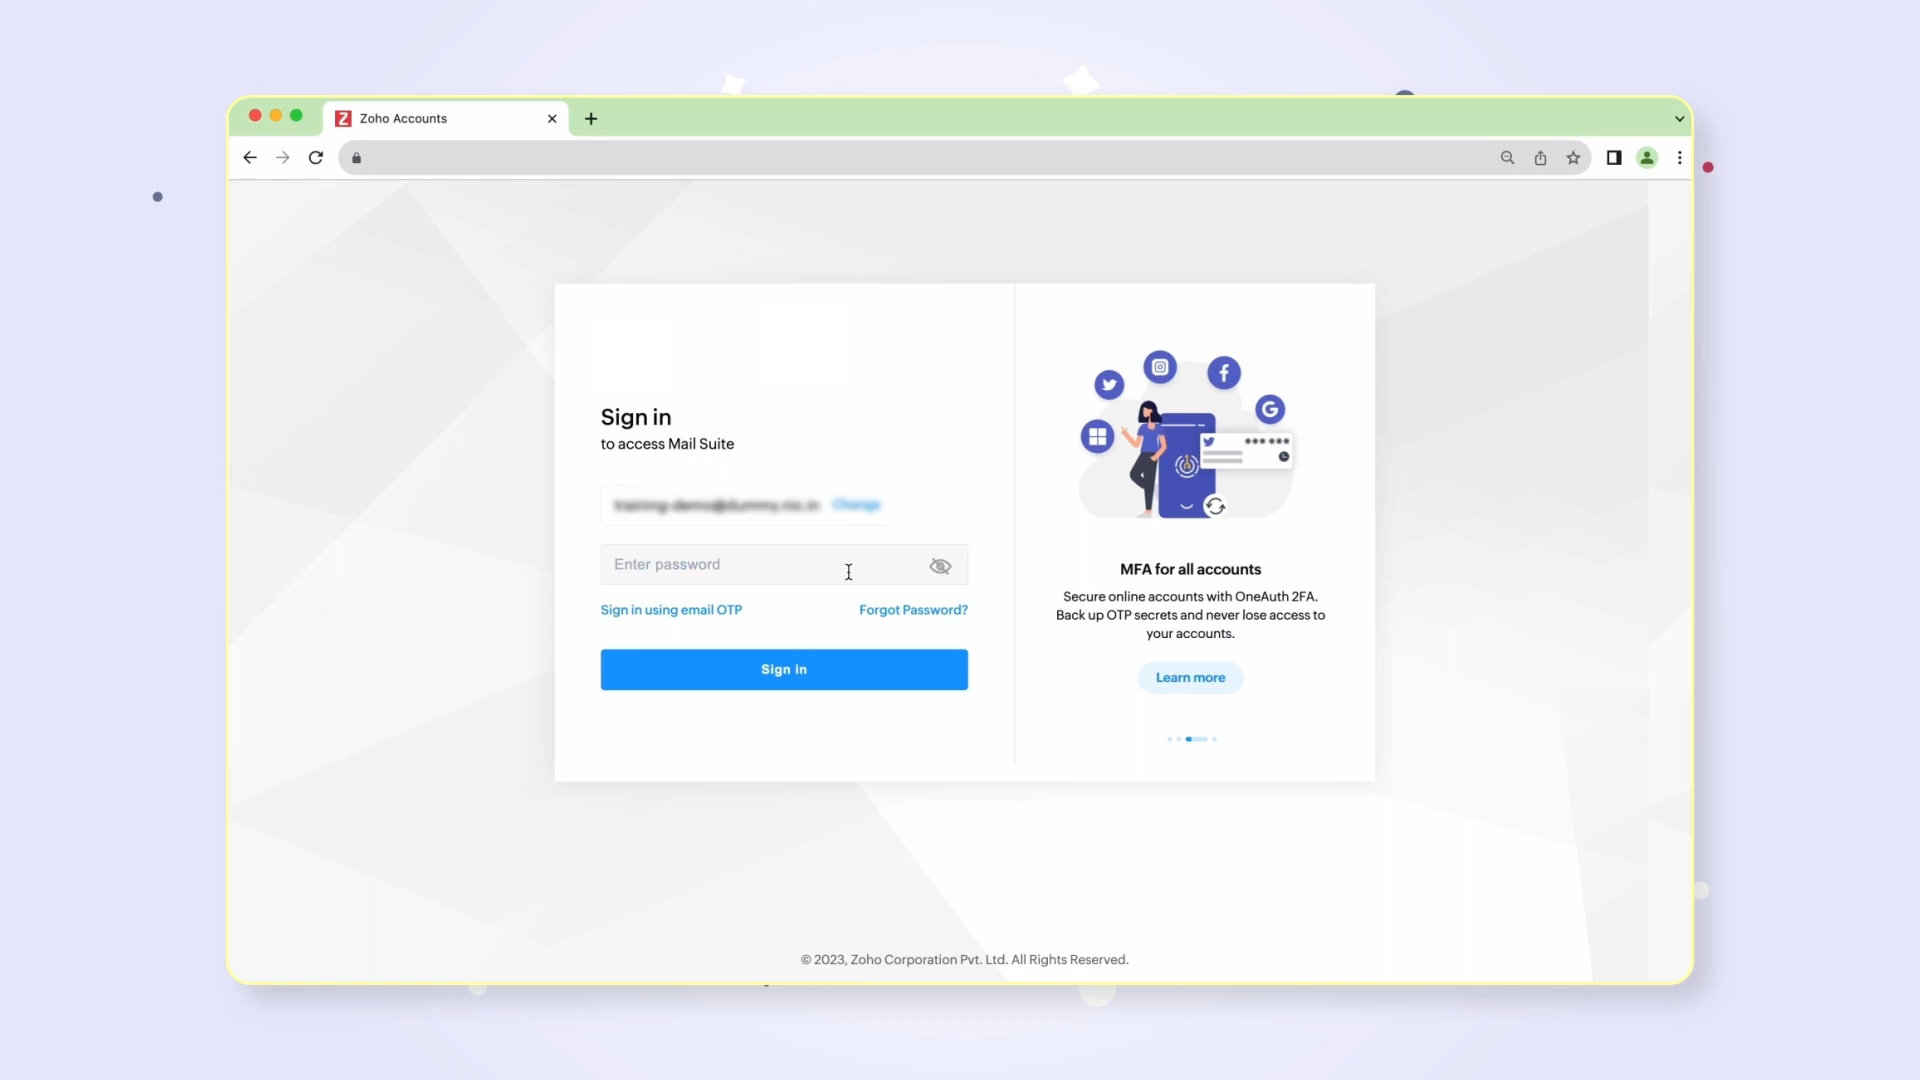 Zoho Accounts
Sign in
to access Mail Suite
Change
Enter password
Sign in using email OTP
Forgot Password?
Sign in
MFA for all accounts
Secure online accounts with OneAuth 2FA.
Back up OTP secrets and never lose access to
your accounts.
Learn more
© 2023, Zoho Corporation Pvt. Ltd. All Rights Reserved.